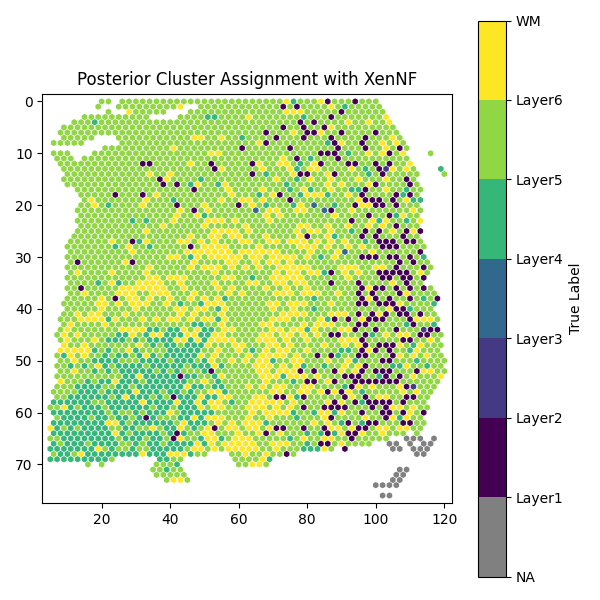 Posterior Cluster Assignment with XenNF
0
10
20
30
40
50
60
70
20
40
60
80
100
120
WM
Layer6
Layer5
Layer4
Layer3
Layer2
Layer1
NA
True Label